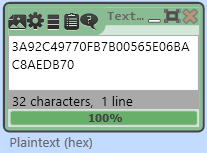 Text...
3A92C49770FB7B00565E06BA
C8AEDB70
32 characters, 1 line
100%
Plaintext (hex)